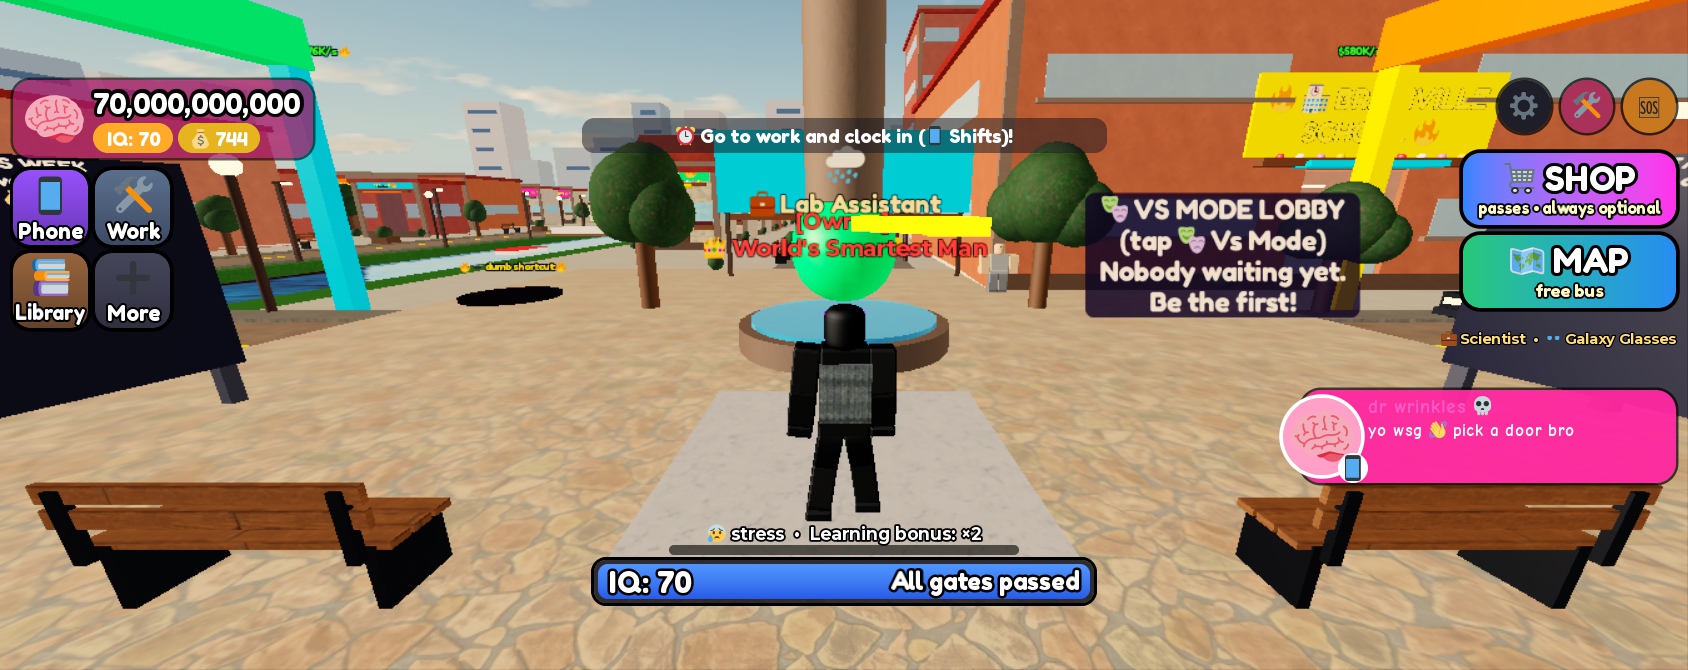 $580K/
70,000,000,000
IQ: 70
744
Go to work and clock in ( Shifts)!
S WEEK
Phone
Work
Library
More
dumb shortcut
Lab Assistant
World's Smartest Man
VS MODE LOBBY
(tap Vs Mode)
Nobody waiting yet.
Be the first!
SOS
SHOP
passes • always optional
MAP
free bus
Scientist • Galaxy Glasses
dr wrinkles
yo wsg 👋 pick a door bro
stress • Learning bonus: ×2
IQ: 70
All gates passed